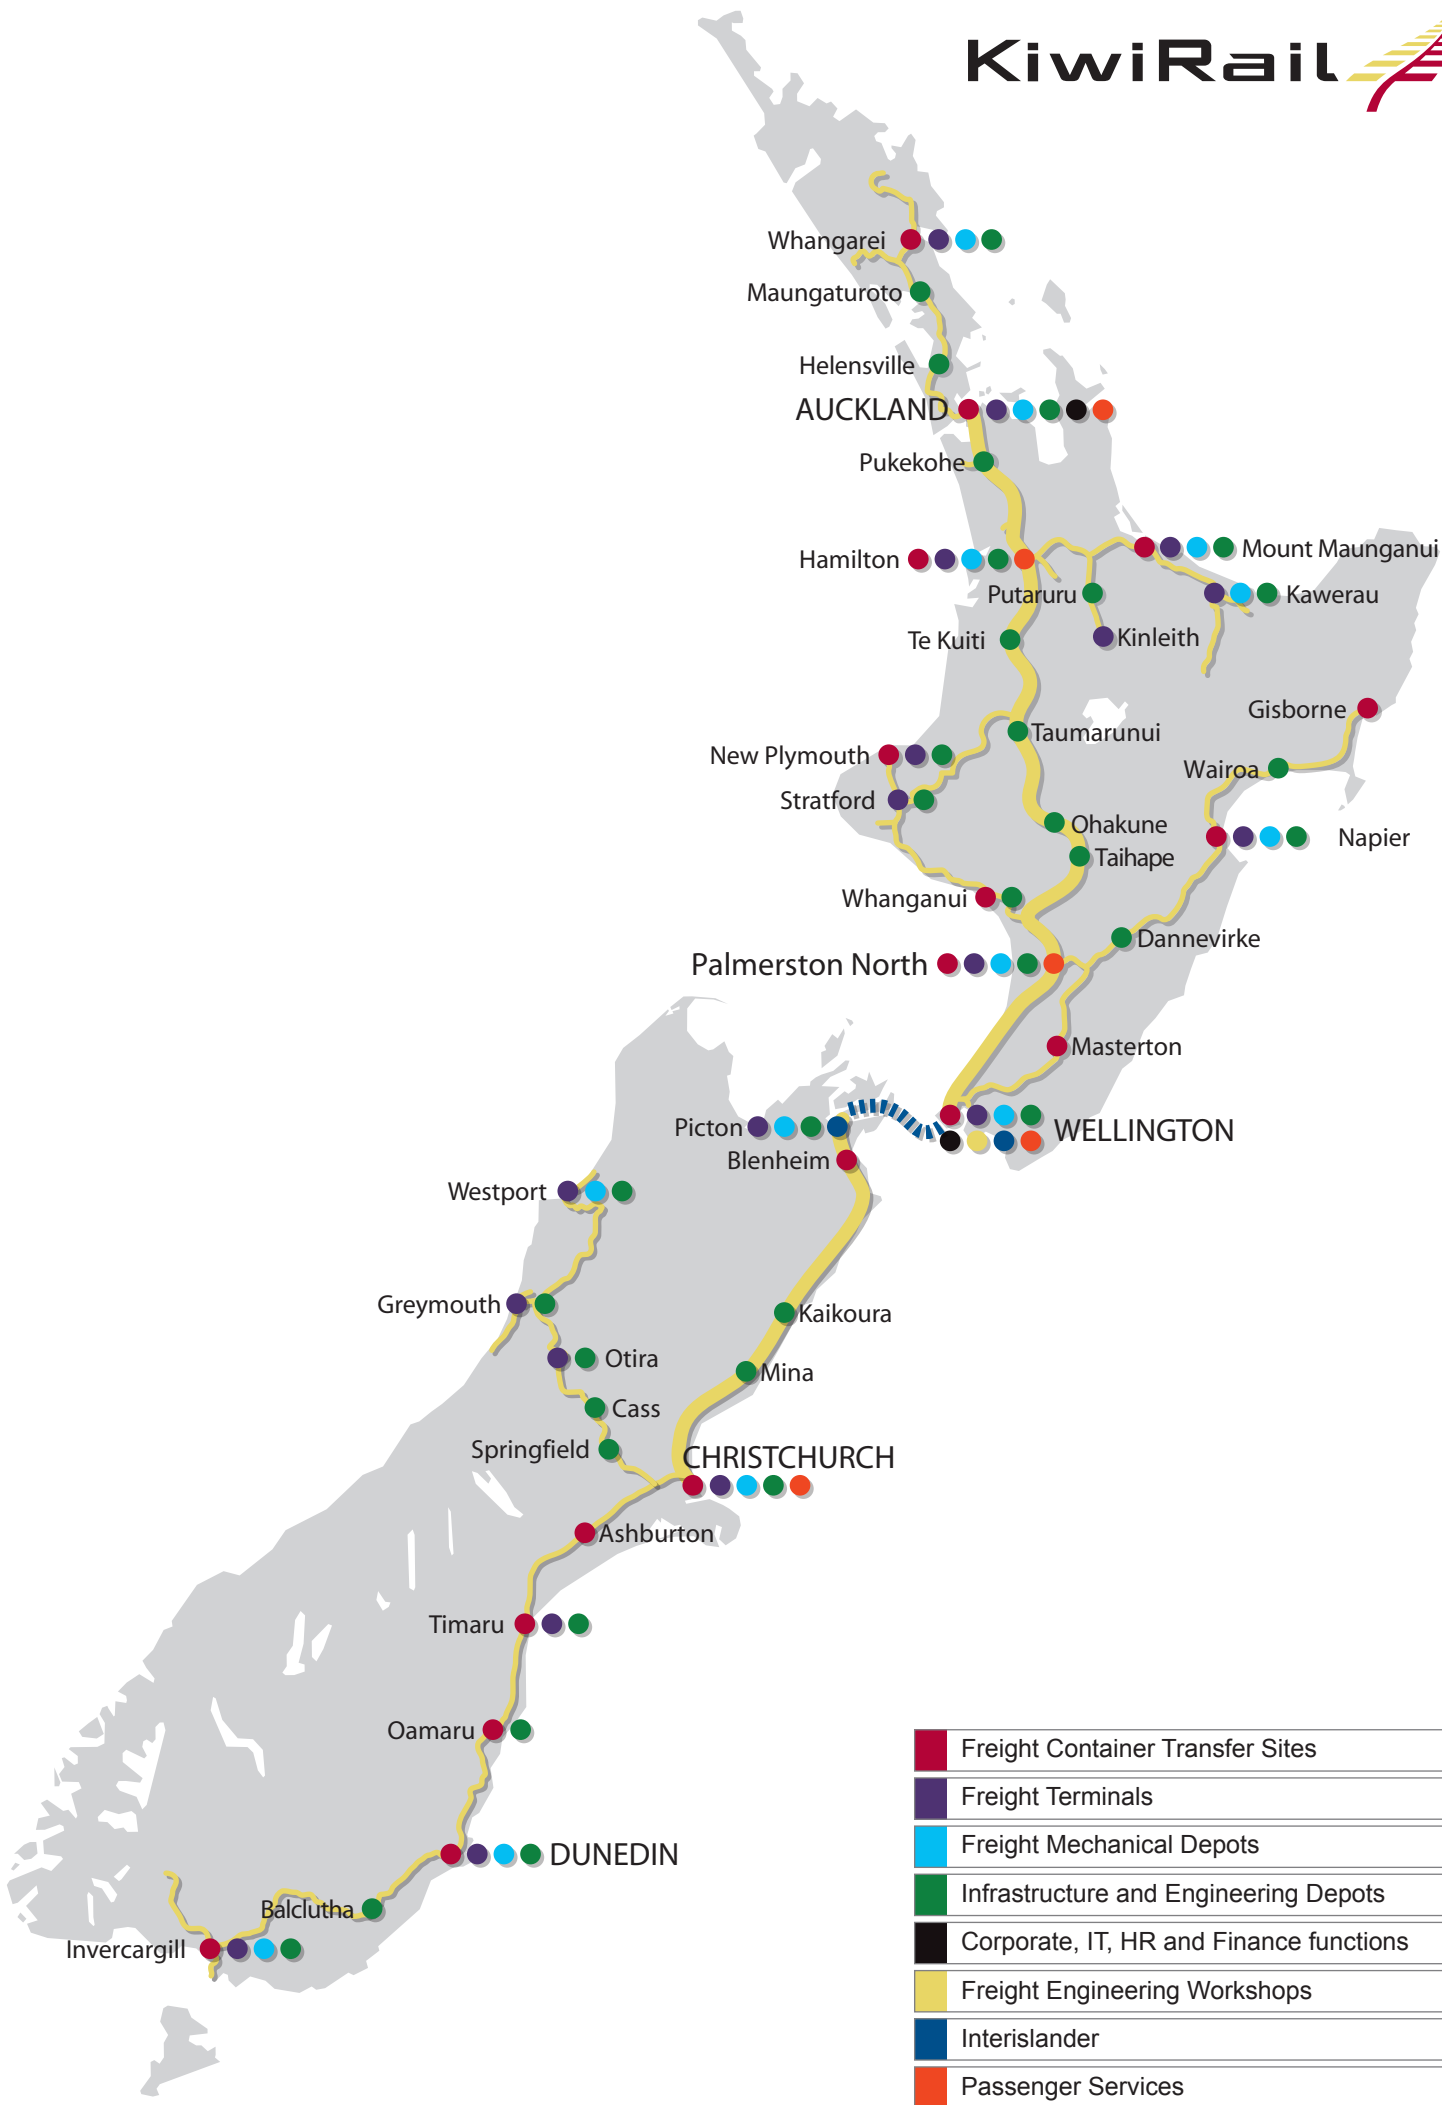 KiwiRail
Whangarei
Maungaturoto
Helensville
AUCKLAND
Pukekohe
Mount Maunganui
Hamilton
Putaruru
Kawerau
Te Kuiti
Kinleith
Gisborne
Taumarunui
New Plymouth
Wairoa
Stratford
Ohakune
Napier
Taihape
Whanganui
Dannevirke
Palmerston North
Masterton
Picton
WELLINGTON
Blenheim
Westport
Greymouth
Kaikoura
Otira
Mina
Cass
Springfield
CHRISTCHURCH
Ashburton
Timaru
Oamaru
DUNEDIN
Balclutha
Invercargill
Freight Container Transfer Sites
Freight Terminals
Freight Mechanical Depots
Infrastructure and Engineering Depots
Corporate, IT, HR and Finance functions
Freight Engineering Workshops
Interislander
Passenger Services